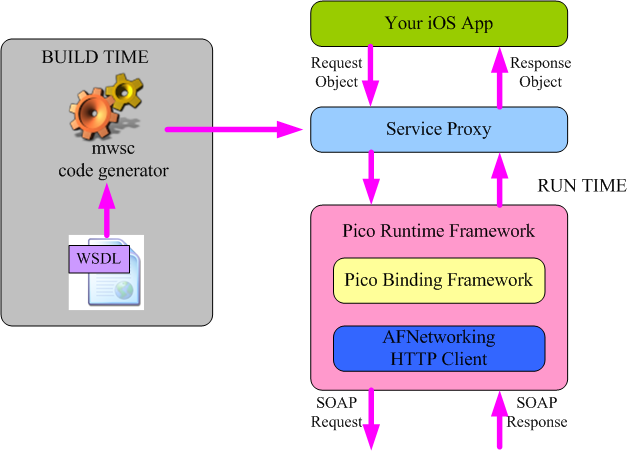 BUILD TIME
mwsc
code generator
WSDL
Your iOS App
Request
Object
Response
Object
Service Proxy
RUN TIME
Pico Runtime Framework
Pico Binding Framework
AFNetworking
HTTP Client
SOAP
Request
SOAP
Response